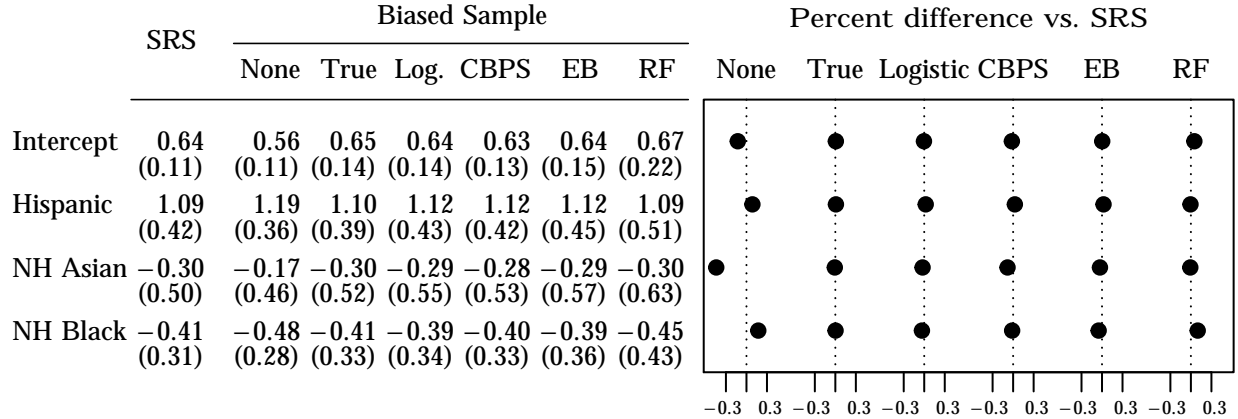 Biased Sample Percent difference vs. SRS
SRS
None True Log. CBPS EB RF None True Logistic CBPS EB RF
Intercept 0.64 0.56 0.65 0.64 0.63 0.64 0.67
(0.11) (0.11) (0.14) (0.14) (0.13) (0.15) (0.22)
Hispanic 1.09 1.19 1.10 1.12 1.12 1.12 1.09
(0.42) (0.36) (0.39) (0.43) (0.42) (0.45) (0.51)
NH Asian −0.30 −0.17 −0.30 −0.29 −0.28 −0.29 −0.30
(0.50) (0.46) (0.52) (0.55) (0.53) (0.57) (0.63)
NH Black −0.41 −0.48 −0.41 −0.39 −0.40 −0.39 −0.45
(0.31) (0.28) (0.33) (0.34) (0.33) (0.36) (0.43)
−0.3 0.3 −0.3 0.3 −0.3 0.3 −0.3 0.3 −0.3 0.3 −0.3 0.3